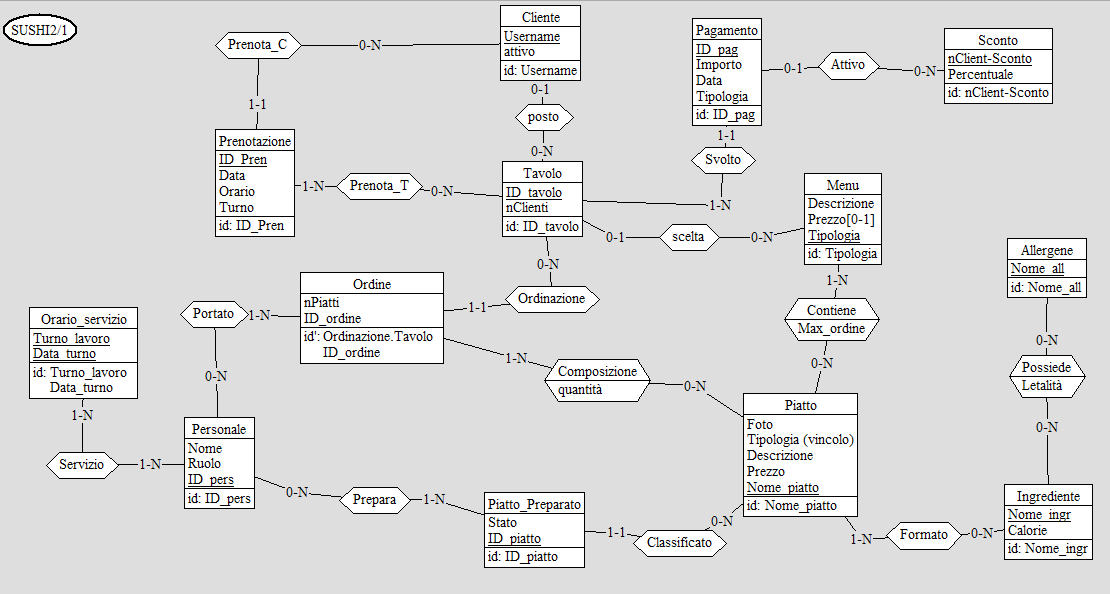 SUSHI2/1
Cliente
Username
attivo
id: Username
Prenota_C
0-N
1-1
0-1
posto
0-N
Pagamento
ID_pag
Importo
Data
Tipologia
id: ID_pag
0-1
Attivo
0-N
Sconto
nClient-Sconto
Percentuale
id: nClient-Sconto
1-1
Svolto
1-N
Prenotazione
ID_Pren
Data
Orario
Turno
id: ID_Pren
1-N
Prenota_T
0-N
Tavolo
ID_tavolo
nClienti
id: ID_tavolo
0-1
scelta
0-N
Menu
Descrizione
Prezzo[0-1]
Tipologia
id: Tipologia
1-N
Contiene
Max_ordine
0-N
Allergene
Nome_all
id: Nome_all
0-N
Possiede
Letalità
0-N
0-N
Ordinazione
1-1
Ordine
nPiatti
ID_ordine
id': Ordinazione.Tavolo
ID_ordine
Portato
1-N
0-N
1-N
Composizione
quantità
0-N
Orario_servizio
Turno_lavoro
Data_turno
id: Turno_lavoro
Data_turno
1-N
Servizio
1-N
Personale
Nome
Ruolo
ID_pers
id: ID_pers
0-N
Prepara
1-N
Piatto_Preparato
Stato
ID_piatto
id: ID_piatto
1-1
Classificato
0-N
Piatto
Foto
Tipologia (vincolo)
Descrizione
Prezzo
Nome_piatto
id: Nome_piatto
1-N
Formato
0-N
Ingrediente
Nome_ingr
Calorie
id: Nome_ingr